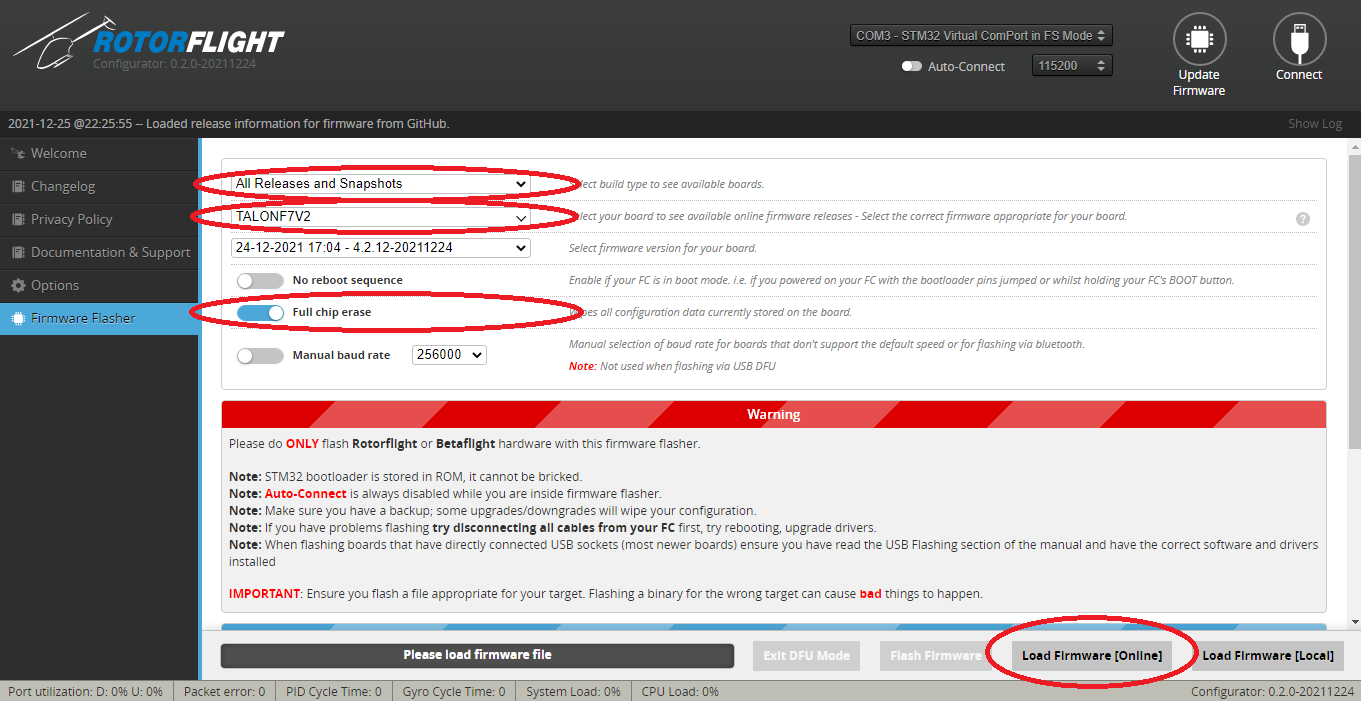 ROTORFLIGHT
Configurator: 0.2.0-20211224
COM3 - STM32 Virtual ComPort in FS Mode
Auto-Connect
115200
Update
Firmware
Connect
2021-12-25 @22:25:55 -- Loaded release information for firmware from GitHub.
Show Log
Welcome
Changelog
Privacy Policy
Documentation & Support
Options
Firmware Flasher
All Releases and Snapshots
build type to see available boards.
TALONF7V2
your board to see available online firmware releases - Select the correct firmware appropriate for your board.
?
24-12-2021 17:04 - 4.2.12-20211224
Select firmware version for your board.
No reboot sequence
Enable if your FC is in boot mode. i.e. if you powered on your FC with the bootloader pins jumped or whilst holding your FC's BOOT button.
Full chip erase
all configuration data currently stored on the board.
Manual baud rate
256000
Manual selection of baud rate for boards that don't support the default speed or for flashing via bluetooth.
Note: Not used when flashing via USB DFU
Warning
Please do ONLY flash Rotorflight or Betaflight hardware with this firmware flasher.
Note: STM32 bootloader is stored in ROM, it cannot be bricked.
Note: Auto-Connect is always disabled while you are inside firmware flasher.
Note: Make sure you have a backup; some upgrades/downgrades will wipe your configuration.
Note: If you have problems flashing try disconnecting all cables from your FC first, try rebooting, upgrade drivers.
Note: When flashing boards that have directly connected USB sockets (most newer boards) ensure you have read the USB Flashing section of the manual and have the correct software and drivers
installed
IMPORTANT: Ensure you flash a file appropriate for your target. Flashing a binary for the wrong target can cause bad things to happen.
Please load firmware file
Exit DFU Mode
Flash Firmware
Load Firmware [Online]
Load Firmware [Local]
Port utilization: D: 0% U: 0%
Packet error: 0
PID Cycle Time: 0
Gyro Cycle Time: 0
System Load: 0%
CPU Load: 0%
Configurator: 0.2.0-20211224